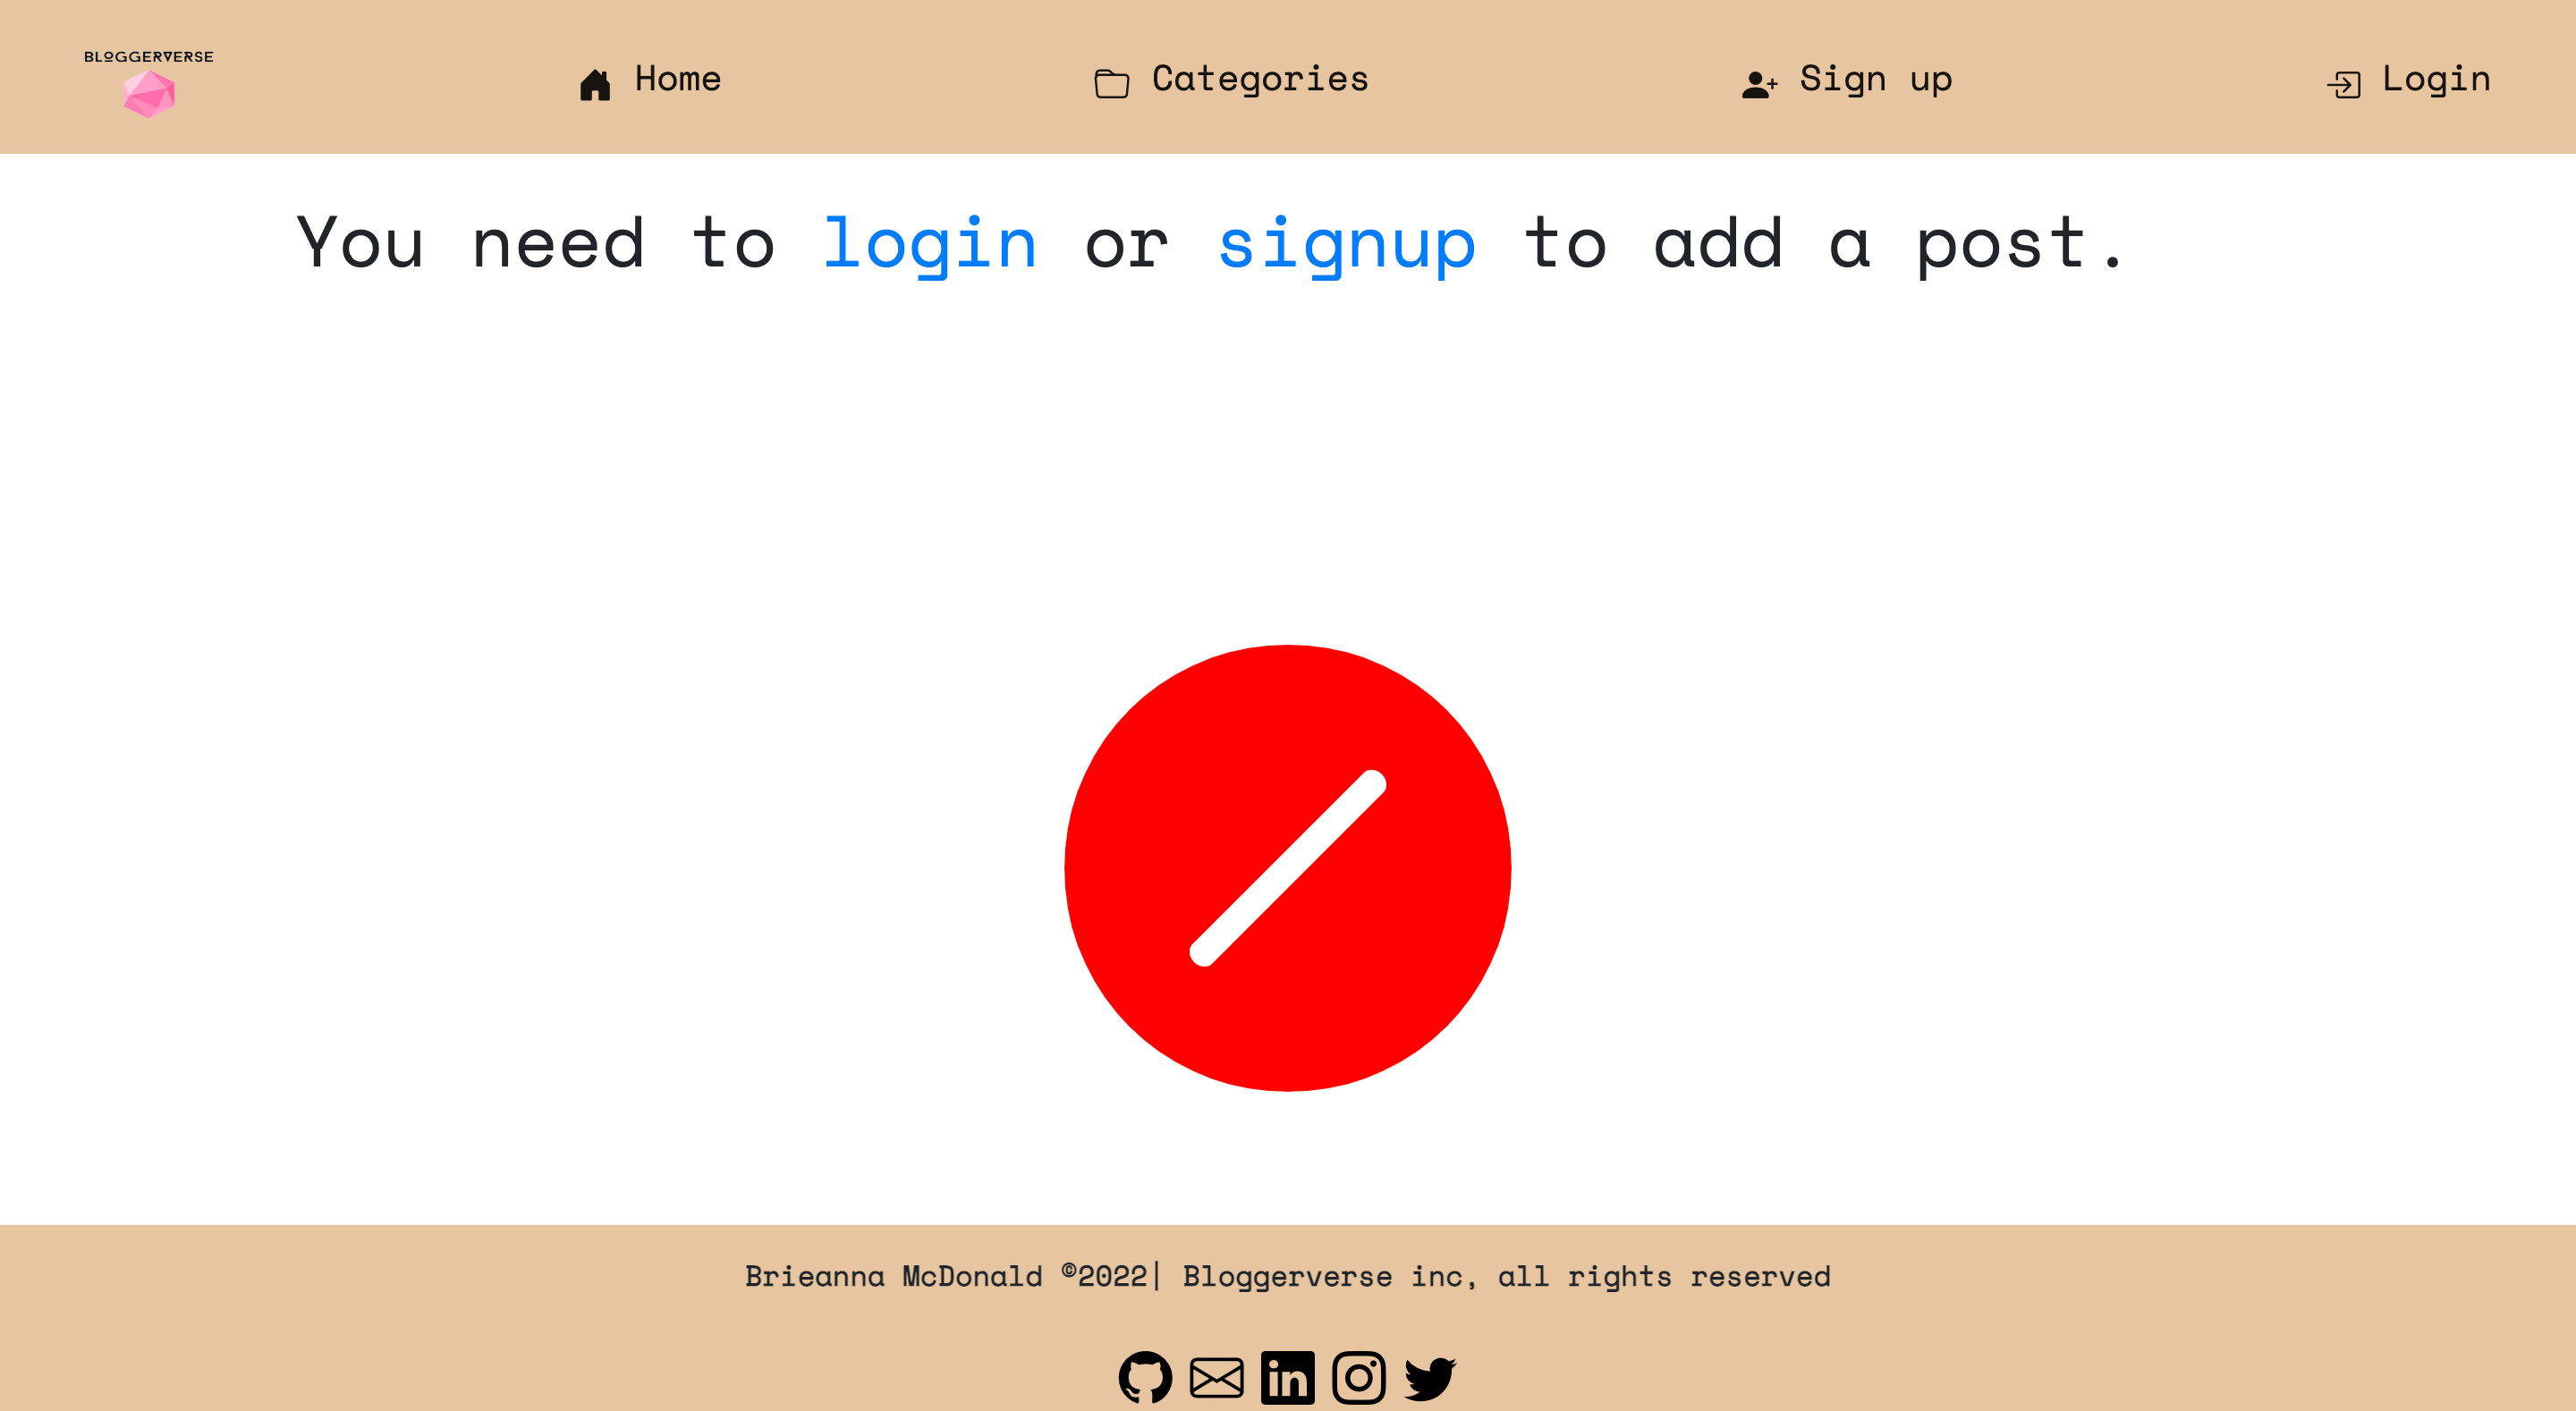 BLOGGERVERSE
Home
Categories
Sign up
Login
You need to login or signup to add a post.
Brieanna McDonald ©2022| Bloggerverse inc, all rights reserved
in